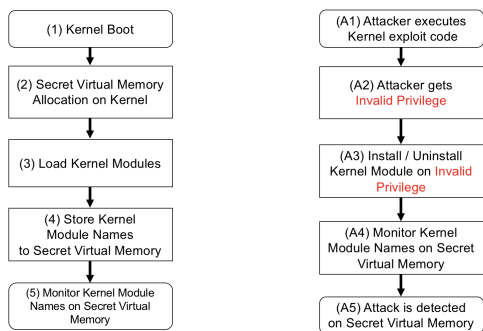 (1) Kernel Boot
(2) Secret Virtual Memory
Allocation on Kernel
(3) Load Kernel Modules
(4) Store Kernel
Module Names
to Secret Virtual Memory
(5) Monitor Kernel Module
Names on Secret Virtual
Memory
(A1) Attacker executes
Kernel exploit code
(A2) Attacker gets
Invalid Privilege
(A3) Install / Uninstall
Kernel Module on Invalid
Privilege
(A4) Monitor Kernel
Module Names on Secret
Virtual Memory
(A5) Attack is detected
on Secret Virtual Memory